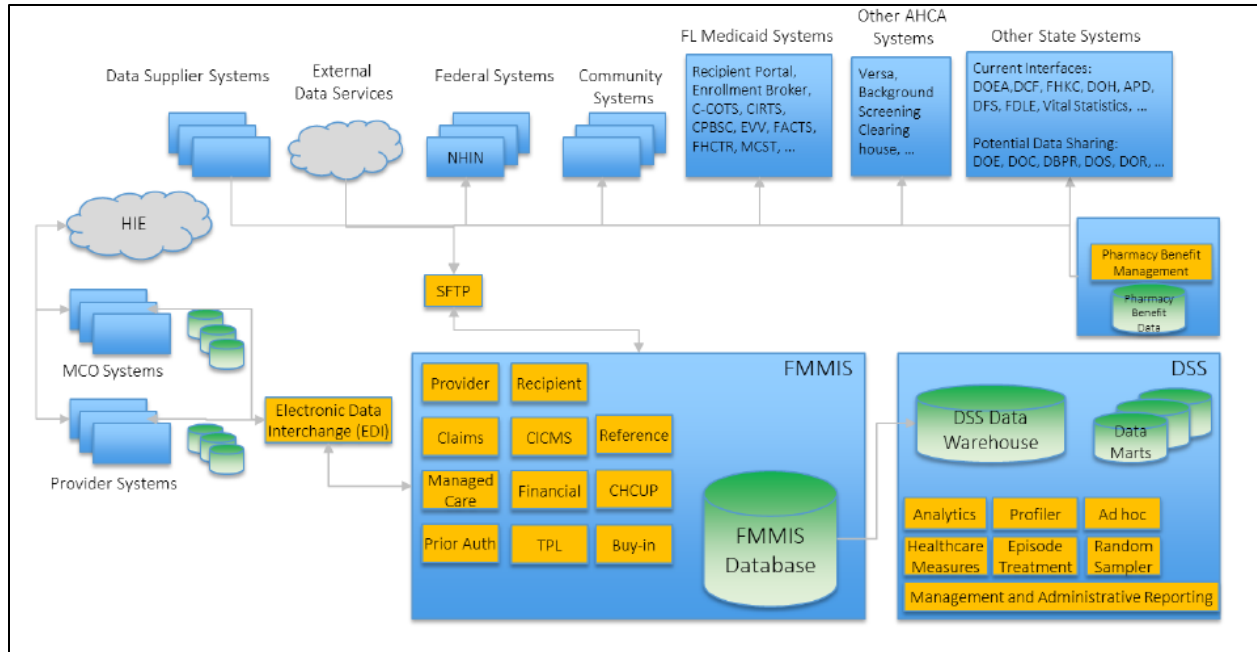 Data Supplier Systems
External
Data Services
Federal Systems
Community
Systems
FL Medicaid Systems
Other AHCA
Systems
Other State Systems
NHIN
Recipient Portal,
Enrollment Broker,
C-COTS, CIRTS,
CPBSC, EVV, FACTS,
FHCTR, MCST, ...
Versa,
Background
Screening
Clearing
house, ...
Current Interfaces:
DOEA,DCF, FHKC, DOH, APD,
DFS, FDLE, Vital Statistics, ...
Potential Data Sharing:
DOE, DOC, DBPR, DOS, DOR, ...
HIE
Pharmacy Benefit
Management
Pharmacy
Benefit
Data
SFTP
MCO Systems
Provider Systems
Electronic Data
Interchange (EDI)
FMMIS
Provider
Recipient
Claims
CICMS
Reference
Managed
Care
Financial
CHCUP
Prior Auth
TPL
Buy-in
FMMIS
Database
DSS
DSS Data
Warehouse
Data
Marts
Analytics
Profiler
Ad hoc
Healthcare
Measures
Episode
Treatment
Random
Sampler
Management and Administrative Reporting